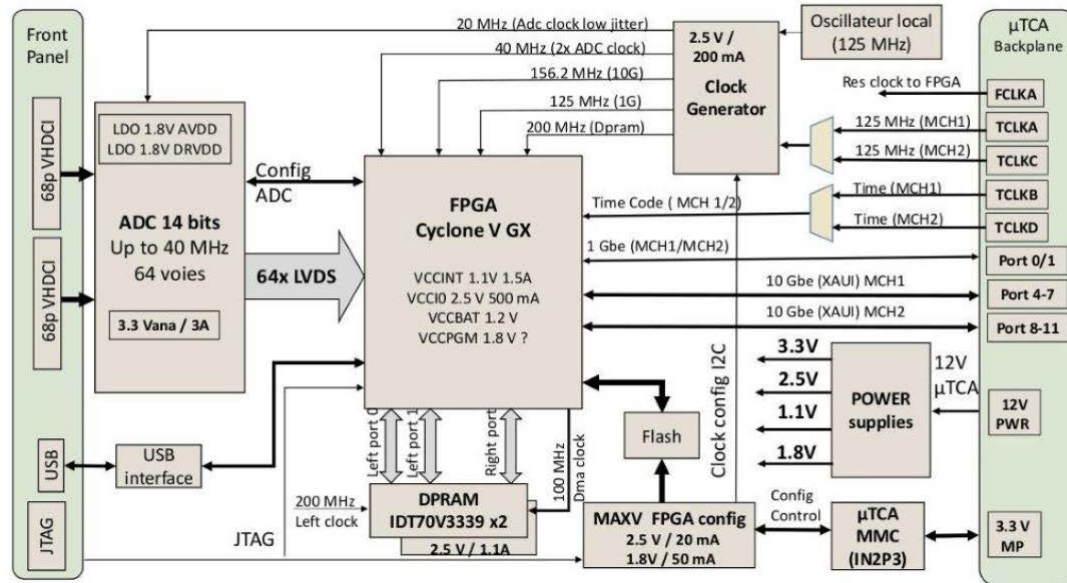 Front
Panel
68p VHDCI
68p VHDCI
USB
JTAG
LDO 1.8V AVDD
LDO 1.8V DRVDD
ADC 14 bits
Up to 40 MHz
64 voies
3.3 Vana / 3A
20 MHz (Adc clock low jitter)
40 MHz (2x ADC clock)
156.2 MHz (10G)
125 MHz (1G)
200 MHz (Dpram)
2.5 V /
200 mA
Clock
Generator
Oscillateur local
(125 MHz)
µTCA
Backplane
Res clock to FPGA
FCLKA
125 MHz (MCH1)
TCLKA
125 MHz (MCH2)
TCLKC
Time (MCH1)
TCLKB
Time (MCH2)
TCLKD
Time Code ( MCH 1/2)
1 Gbe (MCH1/MCH2)
Port 0/1
10 Gbe (XAUI) MCH1
Port 4-7
10 Gbe (XAUI) MCH2
Port 8-11
Config
ADC
64x LVDS
FPGA
Cyclone V GX
VCCINT 1.1V 1.5A
VCCI0 2.5 V 500 mA
VCCBAT 1.2 V
VCCPGM 1.8 V ?
Clock config I2C
3.3V
2.5V
1.1V
1.8V
POWER
supplies
12V
µTCA
12V
PWR
Flash
USB
interface
Left port 0
Left port 1
Right port
100 MHz
Dma clock
200 MHz
Left clock
DPRAM
IDT70V3339 x2
2.5 V / 1.1A
JTAG
MAXV FPGA config
2.5 V / 20 mA
1.8V / 50 mA
Config
Control
µTCA
MMC
(IN2P3)
3.3 V
MP